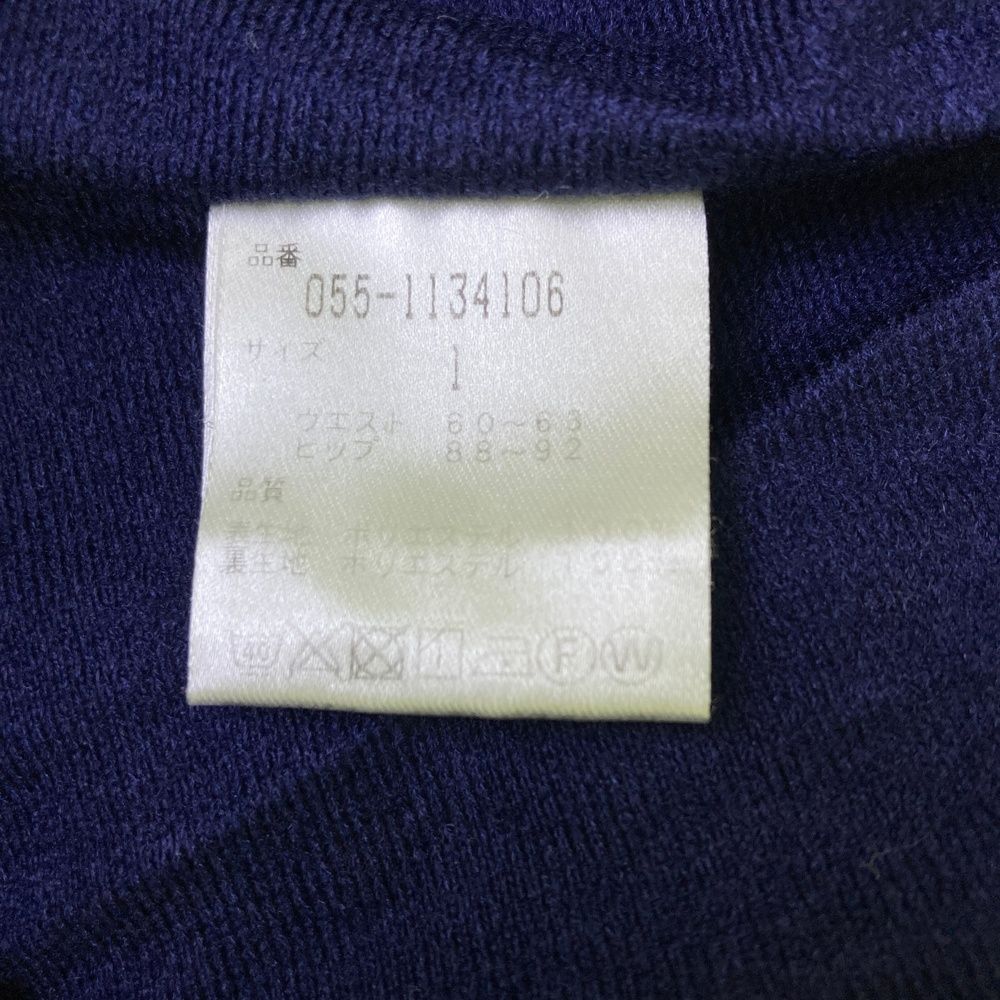 品番
055-1134106
サイズ
1
ウエスト 60～63
ヒップ 88～92
品質
表生地 ポリエステル
裏生地 ポリエステル
40 F W